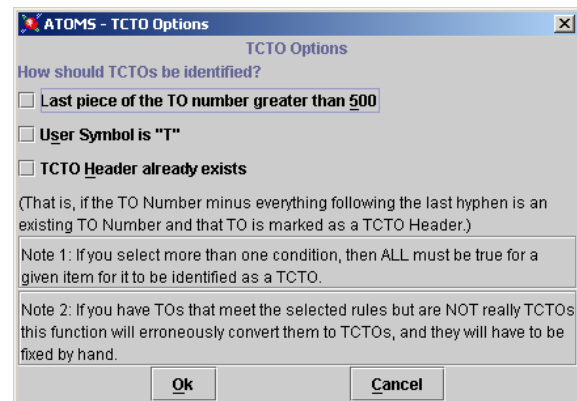 ATOMS - TCTO Options
TCTO Options
How should TCTOs be identified?
Last piece of the TO number greater than 500
User Symbol is "T"
TCTO Header already exists
(That is, if the TO Number minus everything following the last hyphen is an
existing TO Number and that TO is marked as a TCTO Header.)
Note 1: If you select more than one condition, then ALL must be true for a
given item for it to be identified as a TCTO.
Note 2: If you have TOs that meet the selected rules but are NOT really TCTOs
this function will erroneously convert them to TCTOs, and they will have to be
fixed by hand.
Ok Cancel